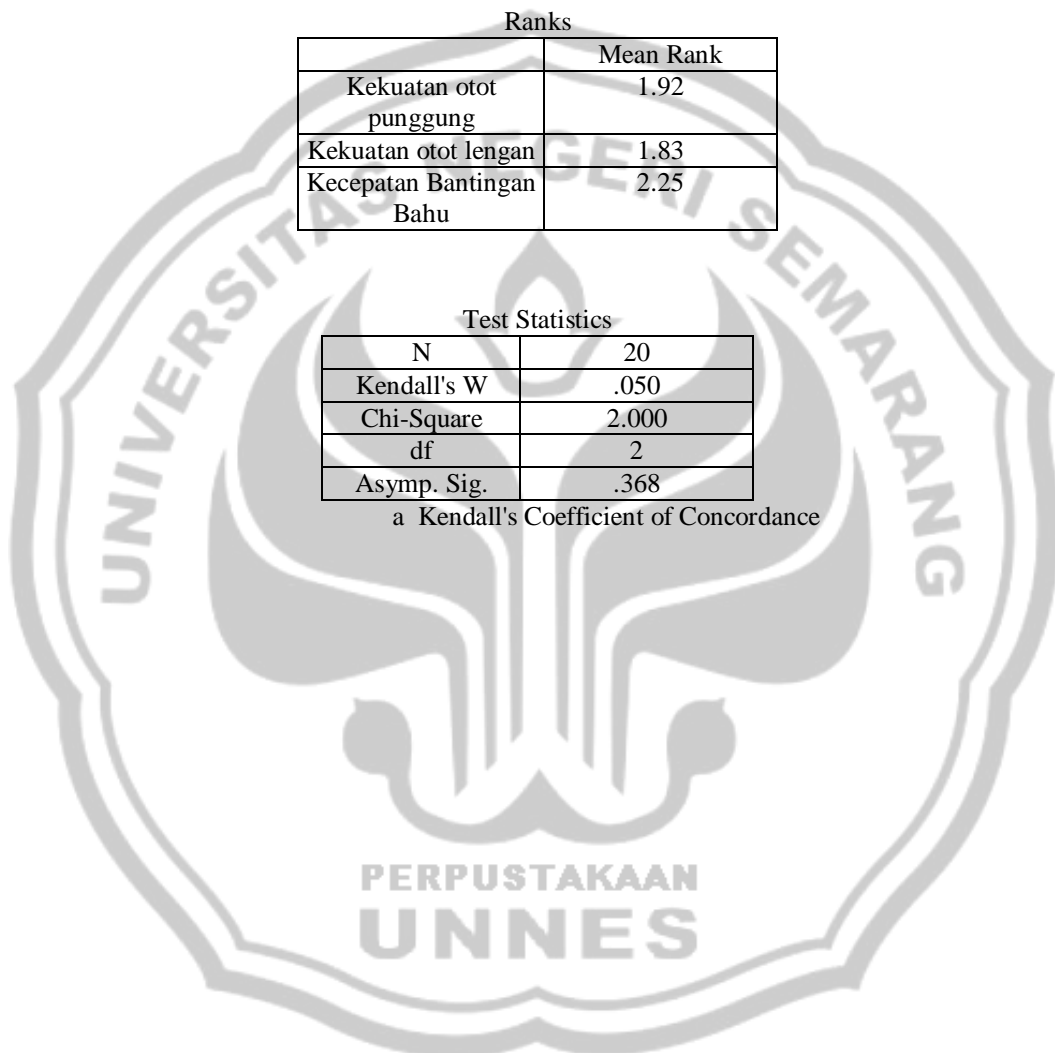 Ranks
Mean Rank
Kekuatan otot 1.92
punggung
Kekuatan otot lengan 1.83
Kecepatan Bantingan 2.25
Bahu
Test Statistics
N 20
Kendall's W .050
Chi-Square 2.000
df 2
Asymp. Sig. .368
a Kendall's Coefficient of Concordance
UNIVERSITAS NEGERI SEMARANG
PERPUSTAKAAN
UNNES